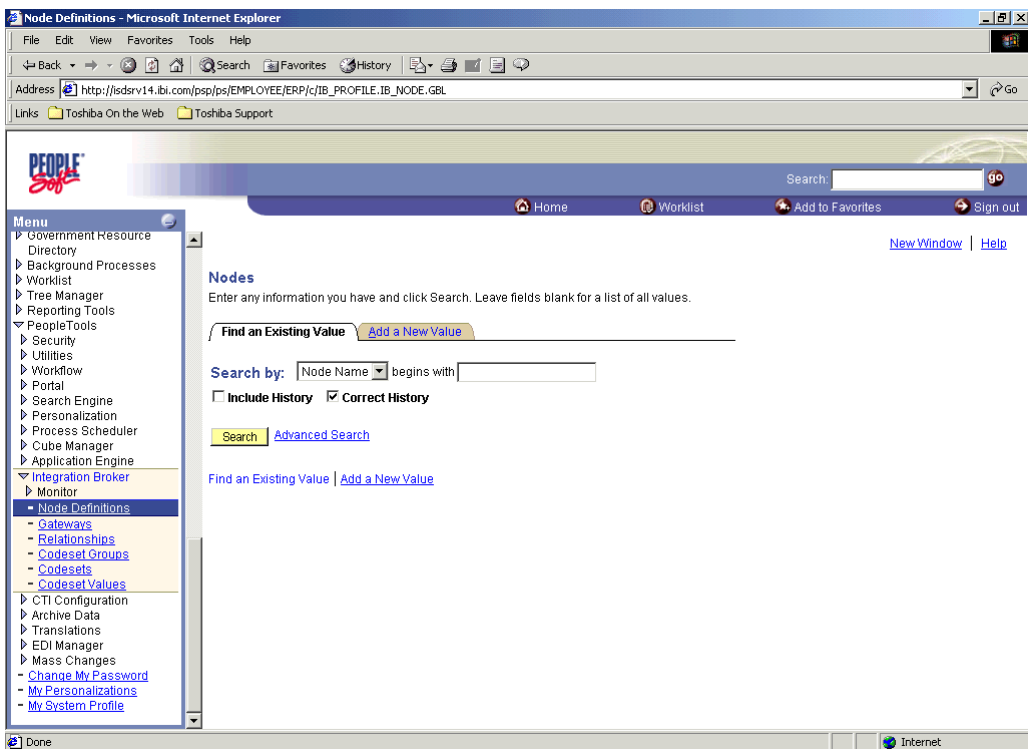 Node Definitions - Microsoft Internet Explorer
File Edit View Favorites Tools Help
Back Search Favorites History
Address http://isdsrv14.ibi.com/psp/ps/EMPLOYEE/ERP/c/IB_PROFILE.IB_NODE.GBL Go
Links Toshiba On the Web Toshiba Support
PEOPLE Soft
Search: go
Home Worklist Add to Favorites Sign out
Menu
Government Resource Directory
Background Processes
Worklist
Tree Manager
Reporting Tools
PeopleTools
Security
Utilities
Workflow
Portal
Search Engine
Personalization
Process Scheduler
Cube Manager
Application Engine
Integration Broker
Monitor
- Node Definitions
- Gateways
- Relationships
- Codeset Groups
- Codesets
- Codeset Values
CTI Configuration
Archive Data
Translations
EDI Manager
Mass Changes
- Change My Password
- My Personalizations
- My System Profile
New Window | Help
Nodes
Enter any information you have and click Search. Leave fields blank for a list of all values.
Find an Existing Value Add a New Value
Search by: Node Name begins with
Include History Correct History
Search Advanced Search
Find an Existing Value | Add a New Value
Done Internet